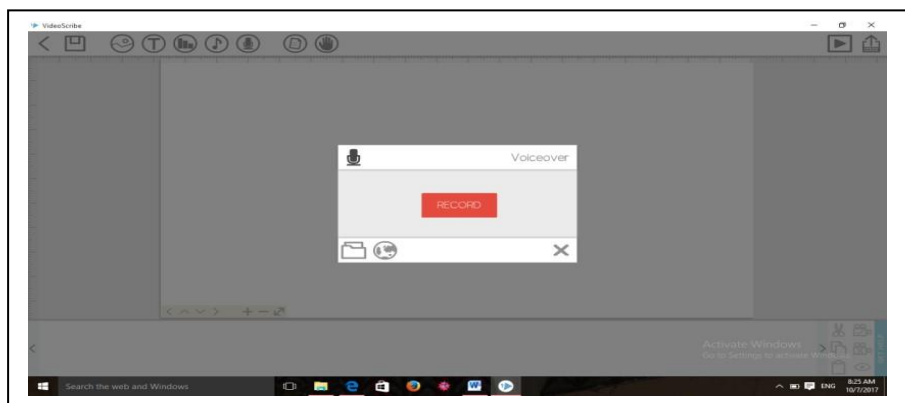 VideoScribe
Voiceover
RECORD
Activate Windows
Go to Settings to activate Windows.
Search the web and Windows
ENG
8:25 AM
10/7/2017